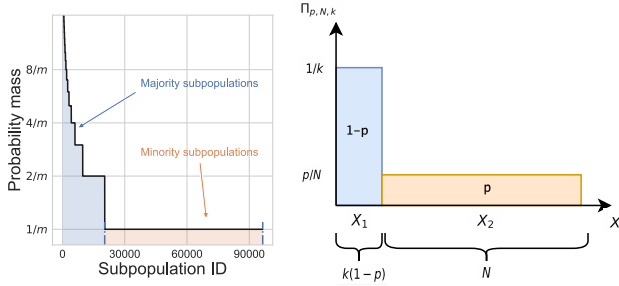 Probability mass
8/m
4/m
2/m
1/m
Majority subpopulations
Minority subpopulations
0
30000
60000
90000
Subpopulation ID
Π_{p, N, k}
1/k
1-p
p/N
p
X_1
X_2
X
k(1-p)
N